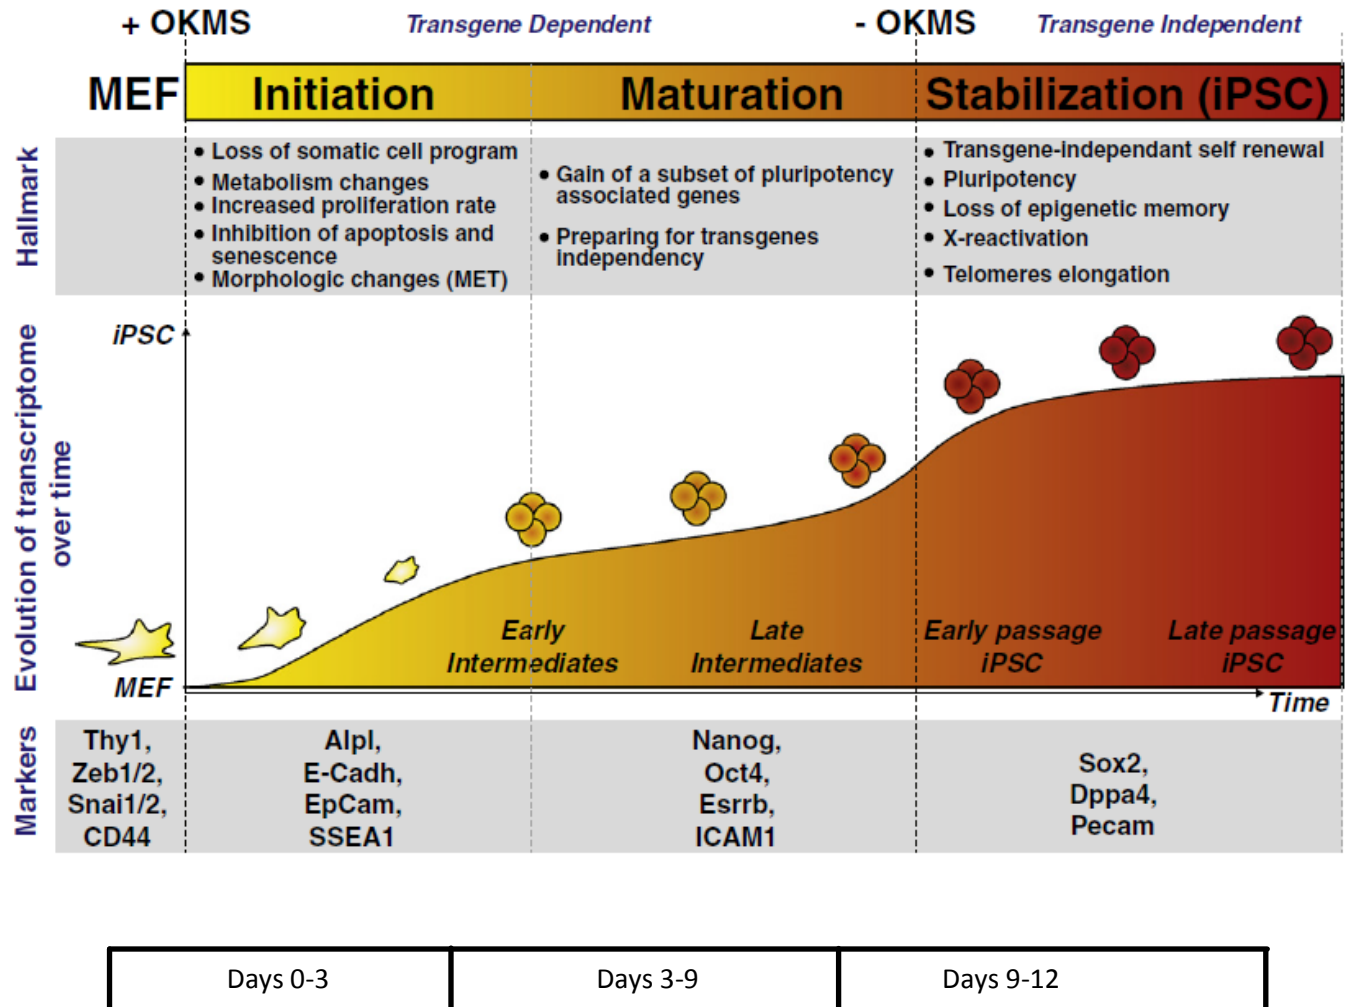 + OKMS
Transgene Dependent
- OKMS
Transgene Independent
MEF
Initiation
Maturation
Stabilization (iPSC)
Hallmark
• Loss of somatic cell program
• Metabolism changes
• Increased proliferation rate
• Inhibition of apoptosis and
senescence
• Morphologic changes (MET)
• Gain of a subset of pluripotency
associated genes
• Preparing for transgenes
independency
• Transgene-independant self renewal
• Pluripotency
• Loss of epigenetic memory
• X-reactivation
• Telomeres elongation
Evolution of transcriptome
over time
iPSC
MEF
Early
Intermediates
Late
Intermediates
Early passage
iPSC
Late passage
iPSC
Time
Markers
Thy1,
Zeb1/2,
Snai1/2,
CD44
Alpl,
E-Cadh,
EpCam,
SSEA1
Nanog,
Oct4,
Esrrb,
ICAM1
Sox2,
Dppa4,
Pecam
Days 0-3
Days 3-9
Days 9-12